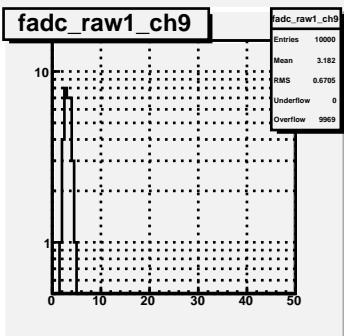 fadc_raw1_ch9
fadc_raw1_ch9
Entries 10000
Mean 3.182
RMS 0.6705
Underflow 0
Overflow 9969
10
1
0 10 20 30 40 50